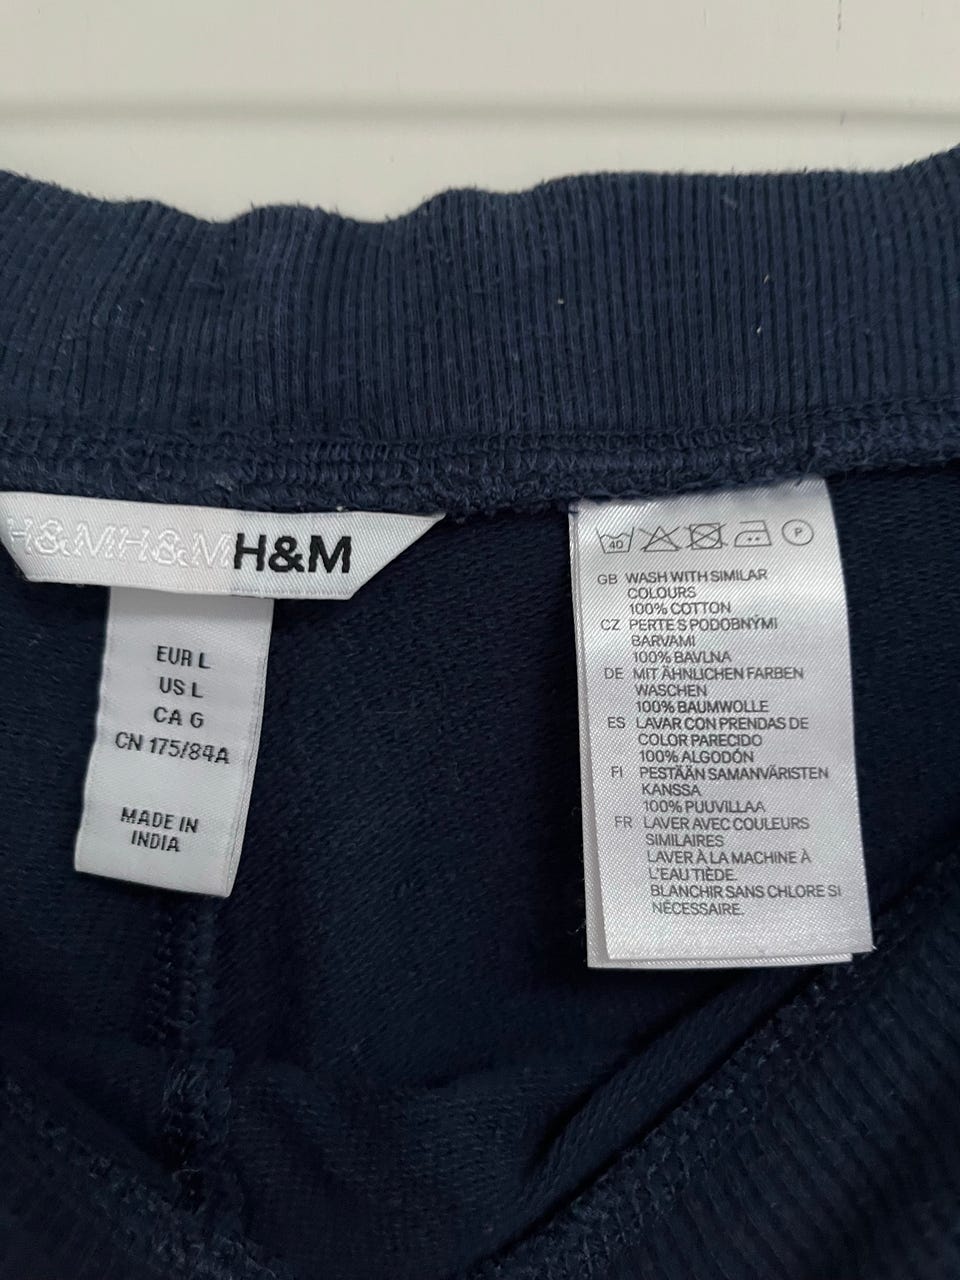 H&MH&MH&M
EUR L
US L
CA G
CN 175/84A
MADE IN
INDIA
40 P
GB WASH WITH SIMILAR
COLOURS
100% COTTON
CZ PERTE S PODOBNÝMI
BARVAMI
100% BAVLNA
DE MIT ÄHNLICHEN FARBEN
WASCHEN
100% BAUMWOLLE
ES LAVAR CON PRENDAS DE
COLOR PARECIDO
100% ALGODÓN
FI PESTÄÄN SAMANVÄRISTEN
KANSSA
100% PUUVILLAA
FR LAVER AVEC COULEURS
SIMILAIRES
LAVER À LA MACHINE À
L'EAU TIÈDE.
BLANCHIR SANS CHLORE SI
NÉCESSAIRE.